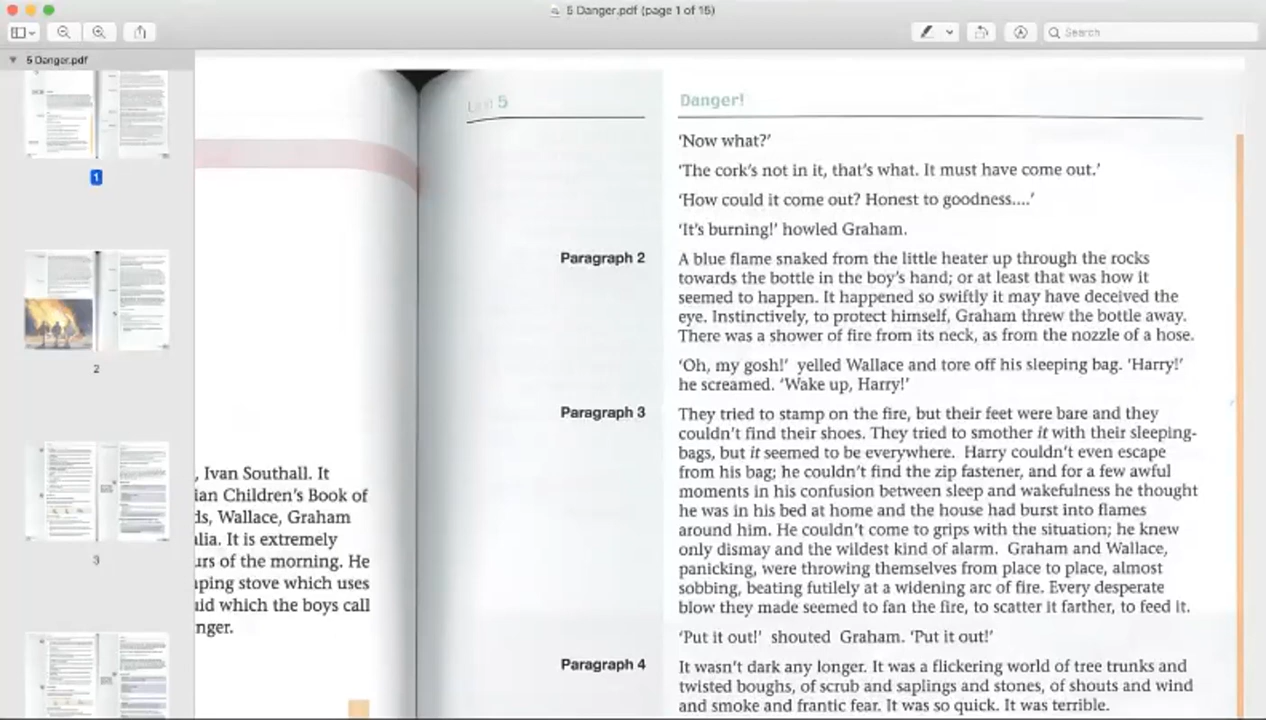 5 Danger.pdf (page 1 of 15)
Search
5 Danger.pdf
1
2
3
, Ivan Southall. It
ian Children's Book of
ds, Wallace, Graham
alia. It is extremely
urs of the morning. He
ping stove which uses
uid which the boys call
nger.
Unit 5
Danger!
'Now what?'
'The cork's not in it, that's what. It must have come out.'
'How could it come out? Honest to goodness....'
'It's burning!' howled Graham.
Paragraph 2
A blue flame snaked from the little heater up through the rocks
towards the bottle in the boy's hand; or at least that was how it
seemed to happen. It happened so swiftly it may have deceived the
eye. Instinctively, to protect himself, Graham threw the bottle away.
There was a shower of fire from its neck, as from the nozzle of a hose.
'Oh, my gosh!' yelled Wallace and tore off his sleeping bag. 'Harry!'
he screamed. 'Wake up, Harry!'
Paragraph 3
They tried to stamp on the fire, but their feet were bare and they
couldn't find their shoes. They tried to smother it with their sleeping-
bags, but it seemed to be everywhere. Harry couldn't even escape
from his bag; he couldn't find the zip fastener, and for a few awful
moments in his confusion between sleep and wakefulness he thought
he was in his bed at home and the house had burst into flames
around him. He couldn't come to grips with the situation; he knew
only dismay and the wildest kind of alarm. Graham and Wallace,
panicking, were throwing themselves from place to place, almost
sobbing, beating futilely at a widening arc of fire. Every desperate
blow they made seemed to fan the fire, to scatter it farther, to feed it.
'Put it out!' shouted Graham. 'Put it out!'
Paragraph 4
It wasn't dark any longer. It was a flickering world of tree trunks and
twisted boughs, of scrub and saplings and stones, of shouts and wind
and smoke and frantic fear. It was so quick. It was terrible.